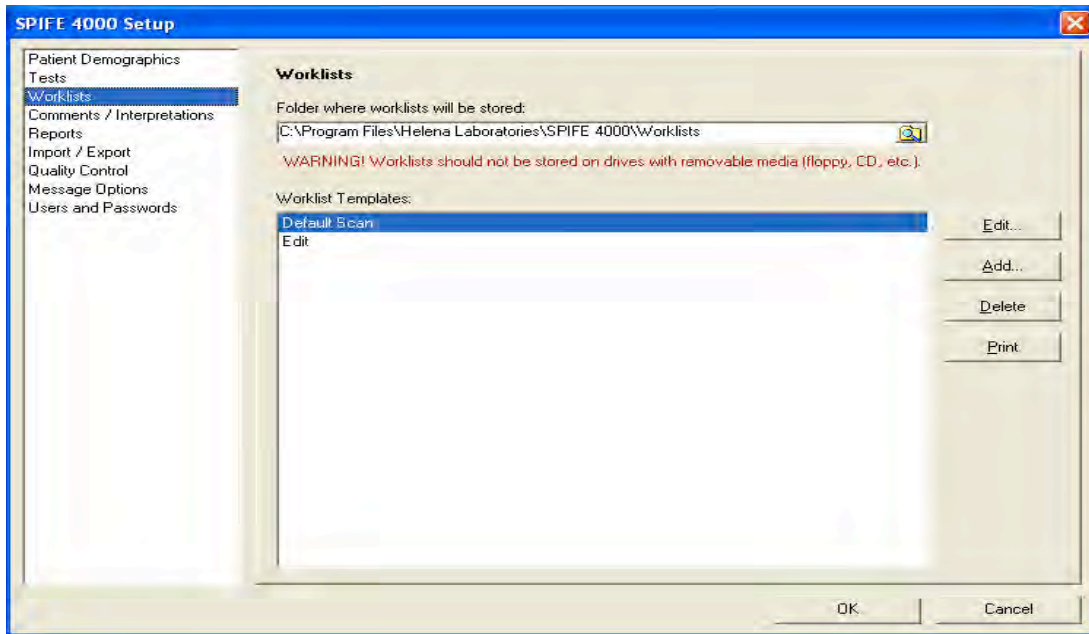 SPIFE 4000 Setup
Patient Demographics
Tests
Worklists
Comments / Interpretations
Reports
Import / Export
Quality Control
Message Options
Users and Passwords
Worklists
Folder where worklists will be stored:
C:\Program Files\Helena Laboratories\SPIFE 4000\Worklists
WARNING! Worklists should not be stored on drives with removable media (floppy, CD, etc.).
Worklist Templates:
Default Scan
Edit
Edit...
Add...
Delete
Print
OK
Cancel